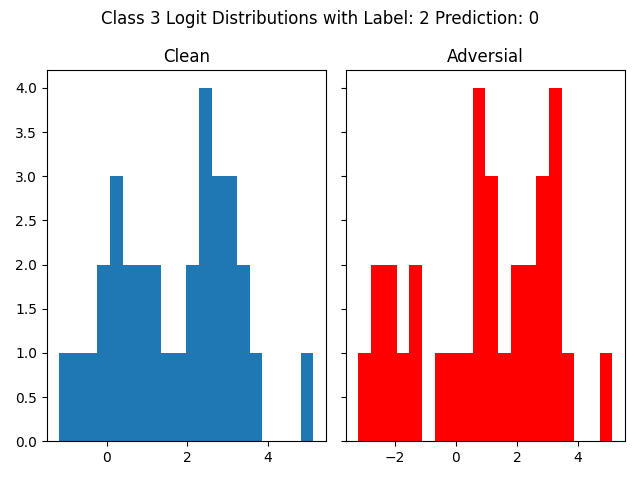 Class 3 Logit Distributions with Label: 2 Prediction: 0
Clean
Adversial
4.0
3.5
3.0
2.5
2.0
1.5
1.0
0.5
0.0
0 2 4
−2 0 2 4